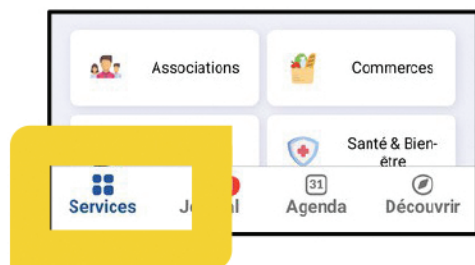 Associations
Commerces
Santé & Bien-
être
31
Services
Agenda
Découvrir